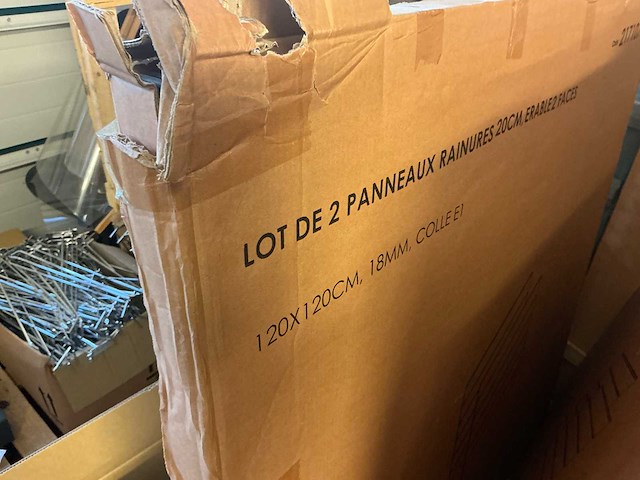 LOT DE 2 PANNEAUX RAINURES 20CM, ERABLE 2 FACES
120X120CM, 18MM, COLLE E1